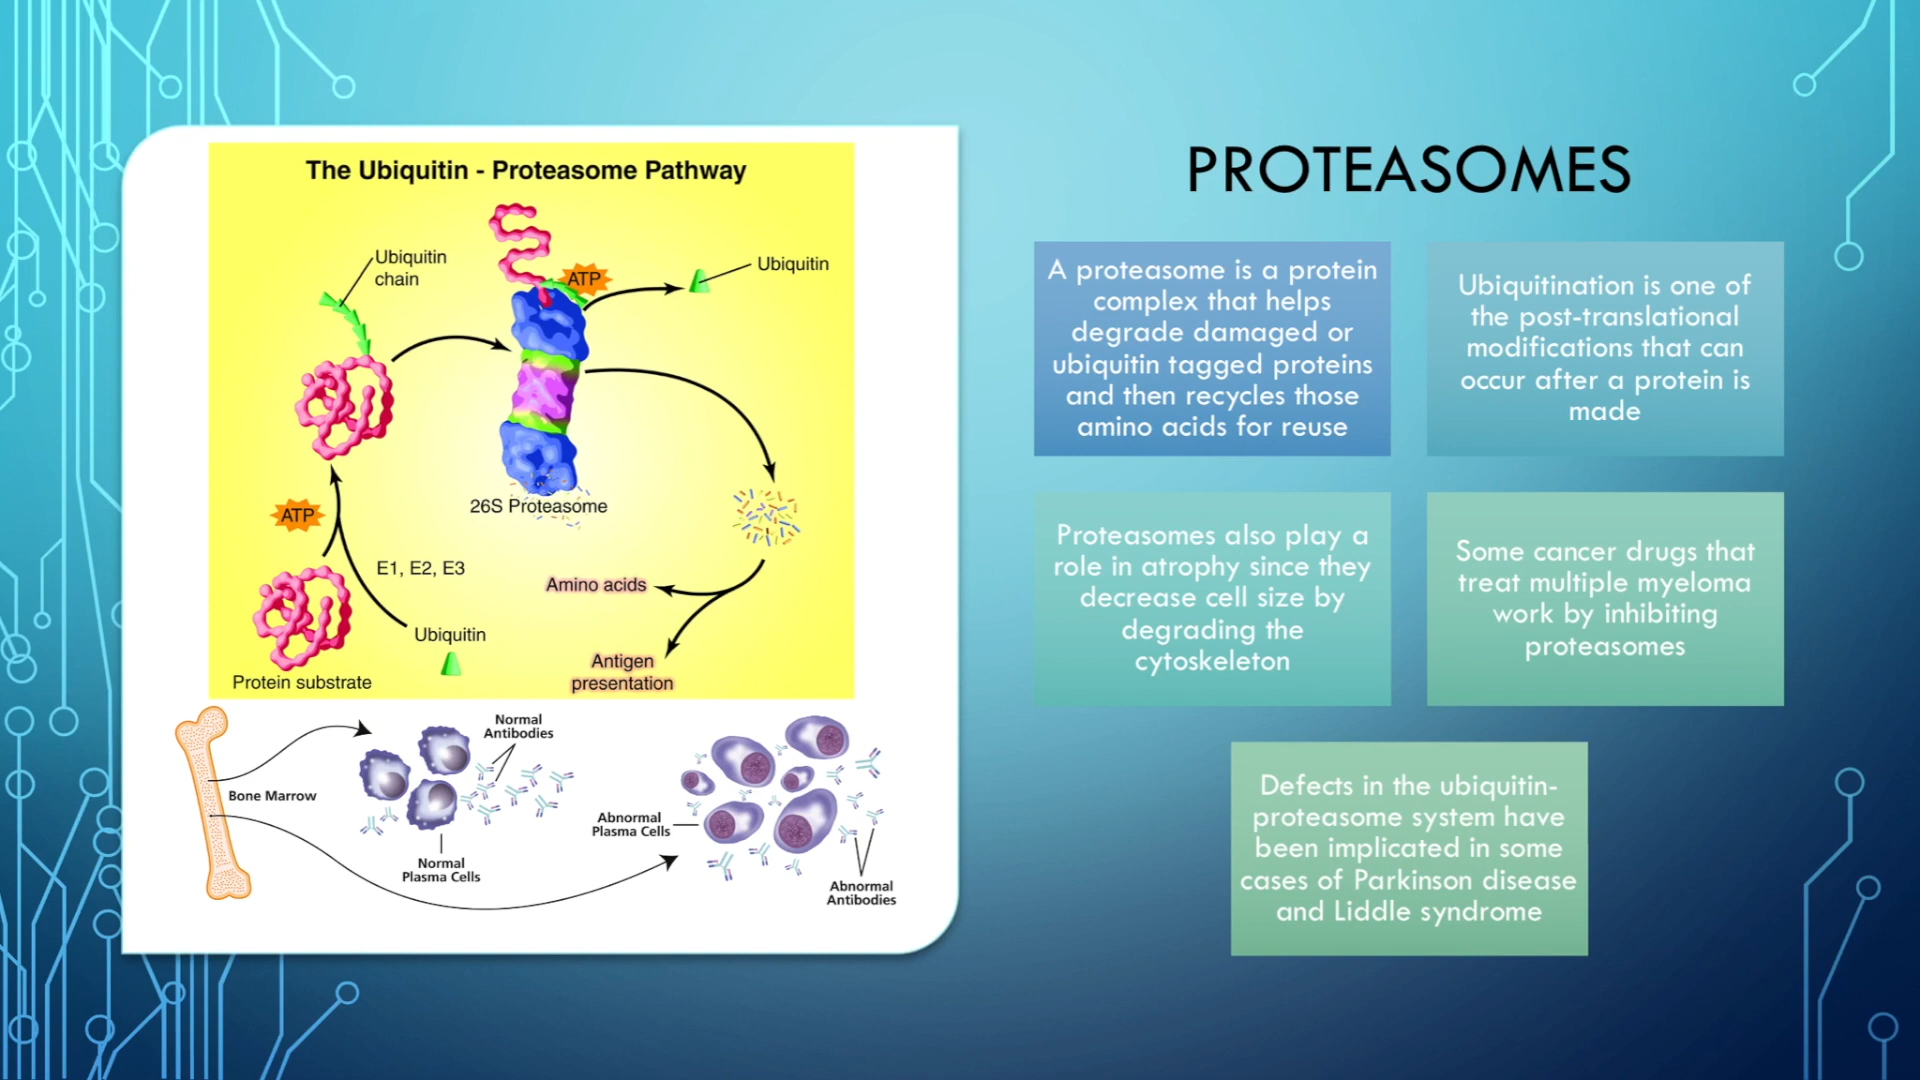 The Ubiquitin - Proteasome Pathway
Ubiquitin
chain
ATP
Ubiquitin
26S Proteasome
ATP
E1, E2, E3
Amino acids
Ubiquitin
Antigen
presentation
Protein substrate
Normal
Antibodies
Bone Marrow
Abnormal
Plasma Cells
Normal
Plasma Cells
Abnormal
Antibodies
PROTEASOMES
A proteasome is a protein
complex that helps
degrade damaged or
ubiquitin tagged proteins
and then recycles those
amino acids for reuse
Ubiquitination is one of
the post-translational
modifications that can
occur after a protein is
made
Proteasomes also play a
role in atrophy since they
decrease cell size by
degrading the
cytoskeleton
Some cancer drugs that
treat multiple myeloma
work by inhibiting
proteasomes
Defects in the ubiquitin-
proteasome system have
been implicated in some
cases of Parkinson disease
and Liddle syndrome